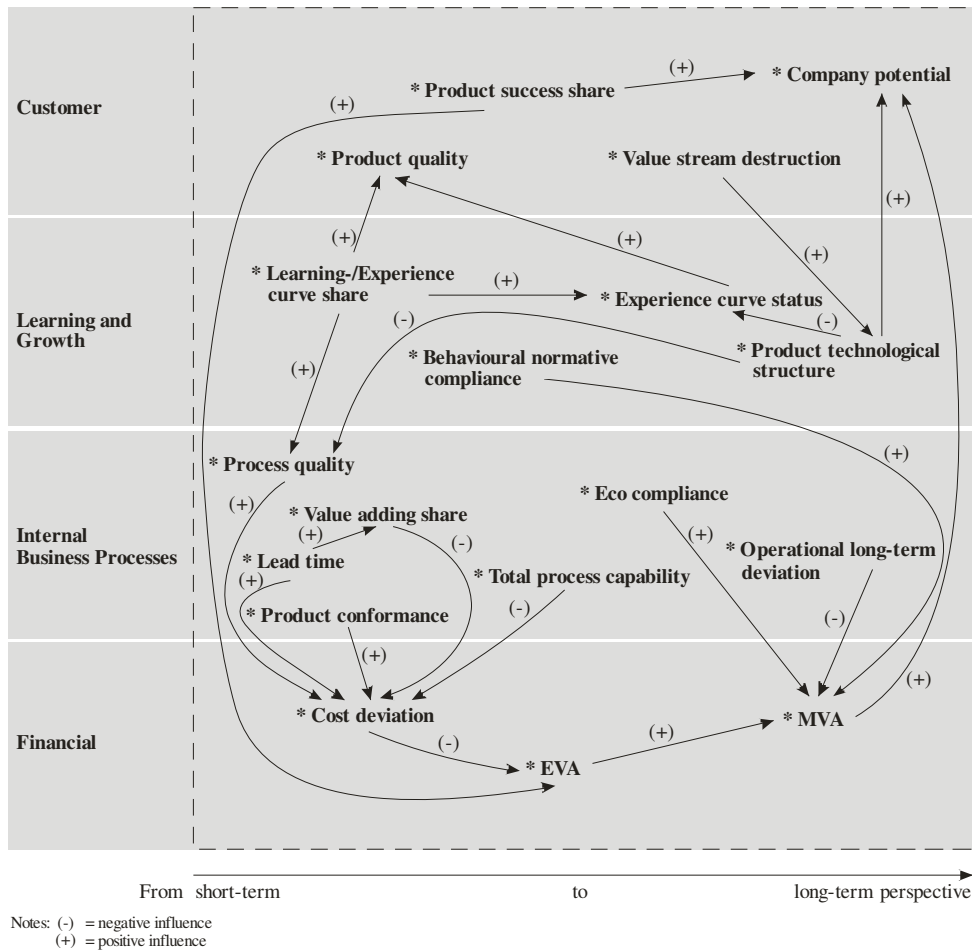 Customer
* Company potential
(+)
* Product success share
(+)
* Product quality
* Value stream destruction
(+)
(+)
(+)
(+)
* Learning-/Experience
curve share
(+)
* Experience curve status
Learning and
Growth
(-)
(-)
* Product technological
structure
* Behavioural normative
compliance
(+)
(+)
* Process quality
(+)
* Eco compliance
* Value adding share
Internal
Business Processes
(+)
(-)
(+)
* Operational long-term
deviation
* Lead time
(+)
* Total process capability
* Product conformance
(-)
(-)
(+)
(+)
* Cost deviation
* MVA
Financial
(-)
(+)
* EVA
From short-term to long-term perspective
Notes: (-) = negative influence
(+) = positive influence